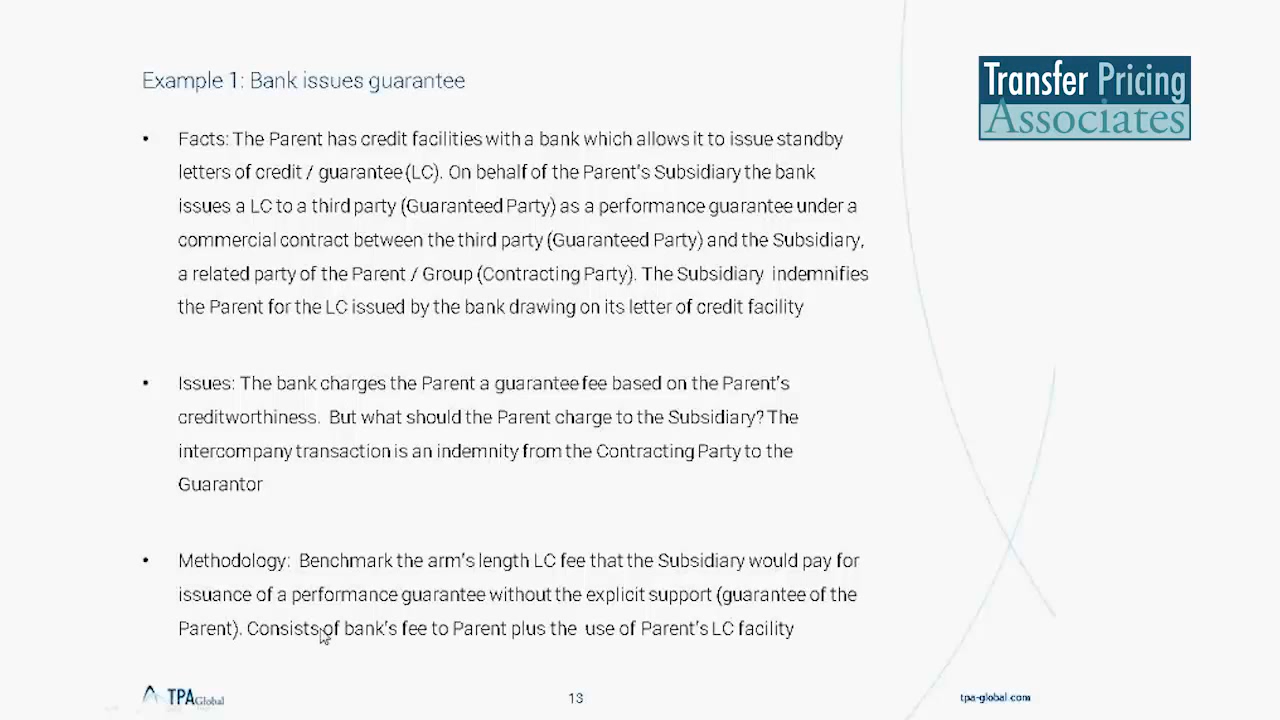 Example 1: Bank issues guarantee
Transfer Pricing
Associates
• Facts: The Parent has credit facilities with a bank which allows it to issue standby
letters of credit / guarantee (LC). On behalf of the Parent's Subsidiary the bank
issues a LC to a third party (Guaranteed Party) as a performance guarantee under a
commercial contract between the third party (Guaranteed Party) and the Subsidiary,
a related party of the Parent / Group (Contracting Party). The Subsidiary indemnifies
the Parent for the LC issued by the bank drawing on its letter of credit facility
• Issues: The bank charges the Parent a guarantee fee based on the Parent's
creditworthiness. But what should the Parent charge to the Subsidiary? The
intercompany transaction is an indemnity from the Contracting Party to the
Guarantor
• Methodology: Benchmark the arm's length LC fee that the Subsidiary would pay for
issuance of a performance guarantee without the explicit support (guarantee of the
Parent). Consists of bank's fee to Parent plus the use of Parent's LC facility
TPA Global
13
tpa-global.com